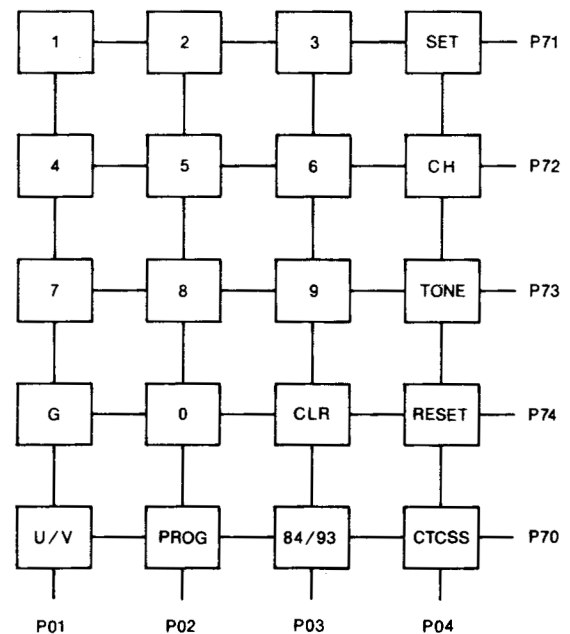 1 2 3 SET P71
4 5 6 CH P72
7 8 9 TONE P73
G 0 CLR RESET P74
U/V PROG 84/93 CTCSS P70
P01 P02 P03 P04